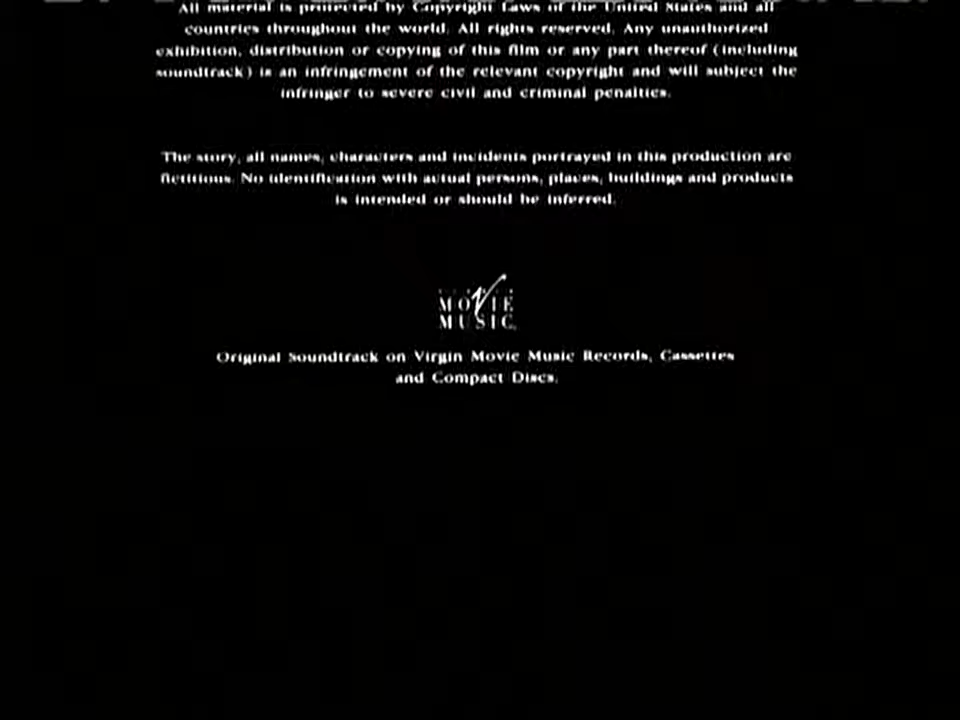 All material is protected by Copyright Laws of the United States and all
countries throughout the world. All rights reserved. Any unauthorized
exhibition, distribution or copying of this film or any part thereof (including
soundtrack) is an infringement of the relevant copyright and will subject the
infringer to severe civil and criminal penalties.
The story, all names, characters and incidents portrayed in this production are
fictitious. No identification with actual persons, places, buildings and products
is intended or should be inferred.
MOVIE
MUSIC
Original Soundtrack on Virgin Movie Music Records, Cassettes
and Compact Discs.